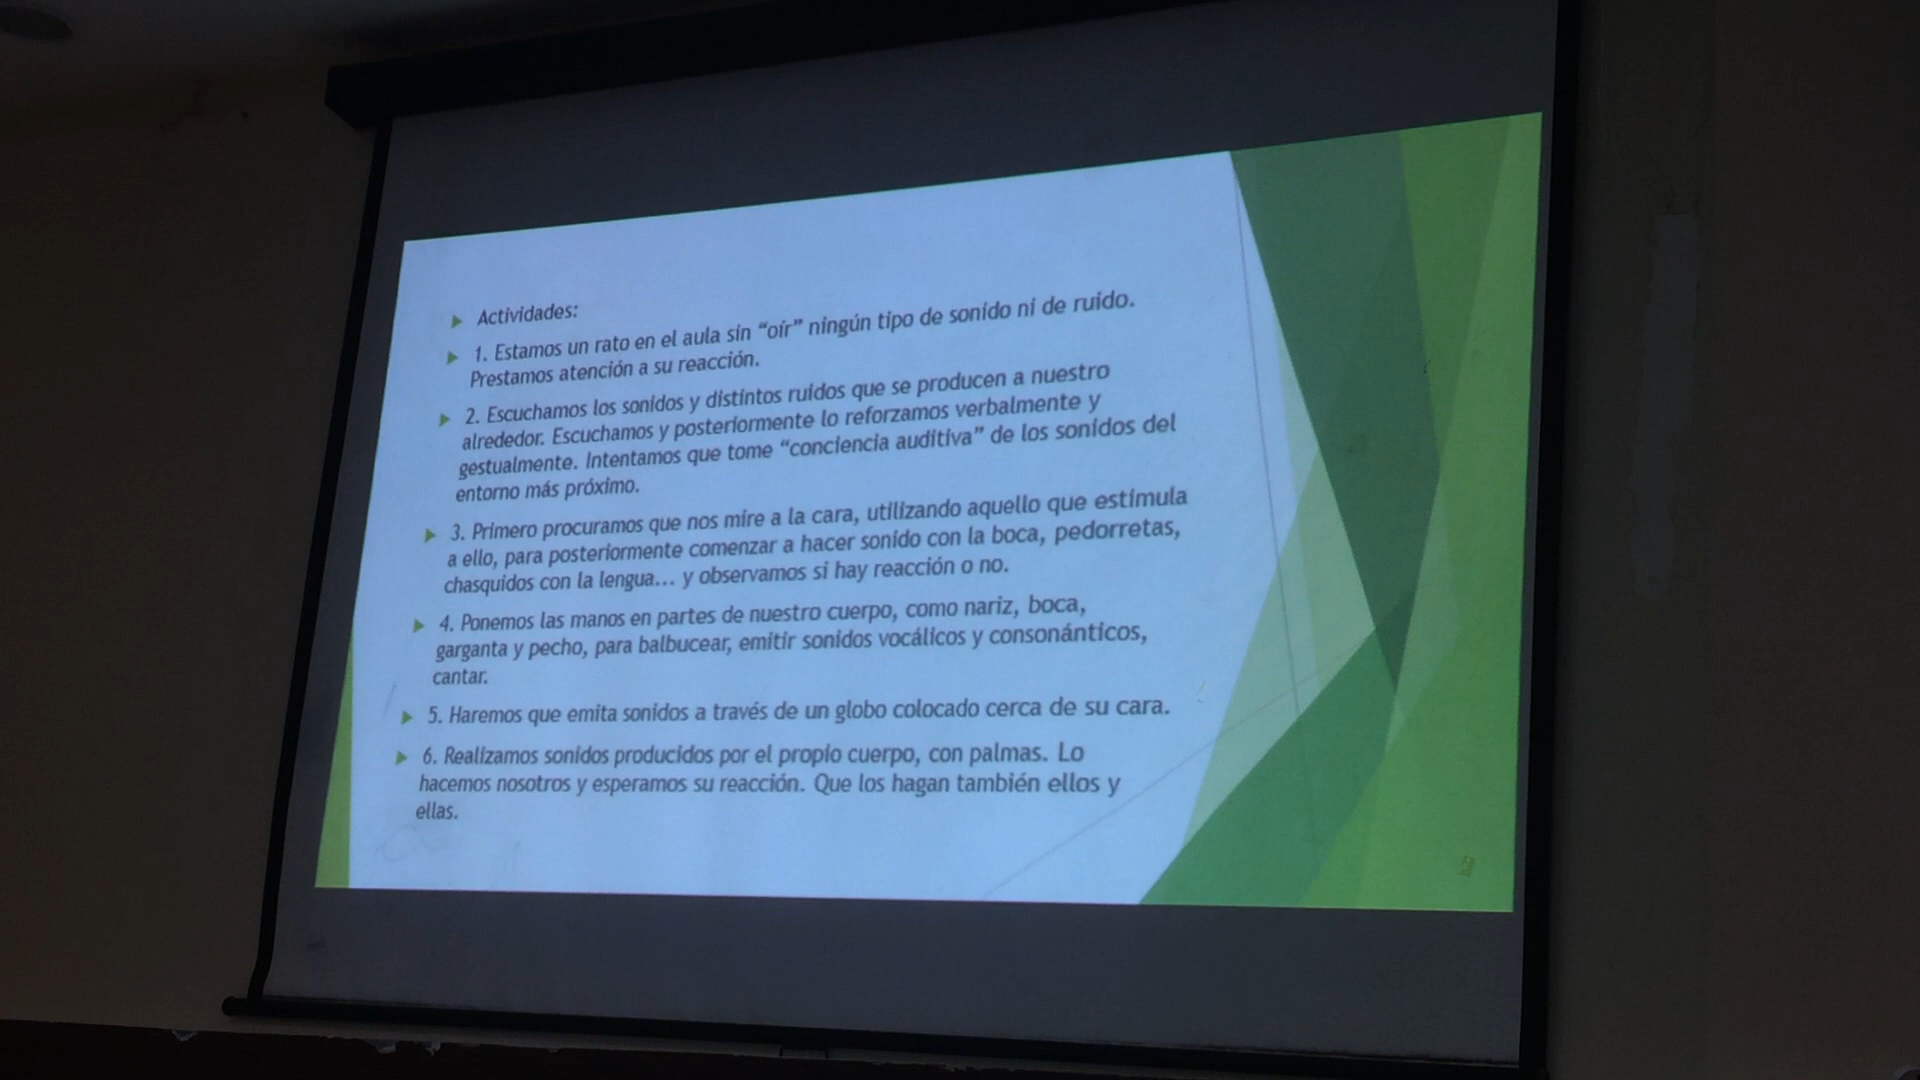 Actividades:
1. Estamos un rato en el aula sin “oír” ningún tipo de sonido ni de ruido.
Prestamos atención a su reacción.
2. Escuchamos los sonidos y distintos ruidos que se producen a nuestro
alrededor. Escuchamos y posteriormente lo reforzamos verbalmente y
gestualmente. Intentamos que tome “conciencia auditiva” de los sonidos del
entorno más próximo.
3. Primero procuramos que nos mire a la cara, utilizando aquello que estimula
a ello, para posteriormente comenzar a hacer sonido con la boca, pedorretas,
chasquidos con la lengua... y observamos si hay reacción o no.
4. Ponemos las manos en partes de nuestro cuerpo, como nariz, boca,
garganta y pecho, para balbucear, emitir sonidos vocálicos y consonánticos,
cantar.
5. Haremos que emita sonidos a través de un globo colocado cerca de su cara.
6. Realizamos sonidos producidos por el propio cuerpo, con palmas. Lo
hacemos nosotros y esperamos su reacción. Que los hagan también ellos y
ellas.